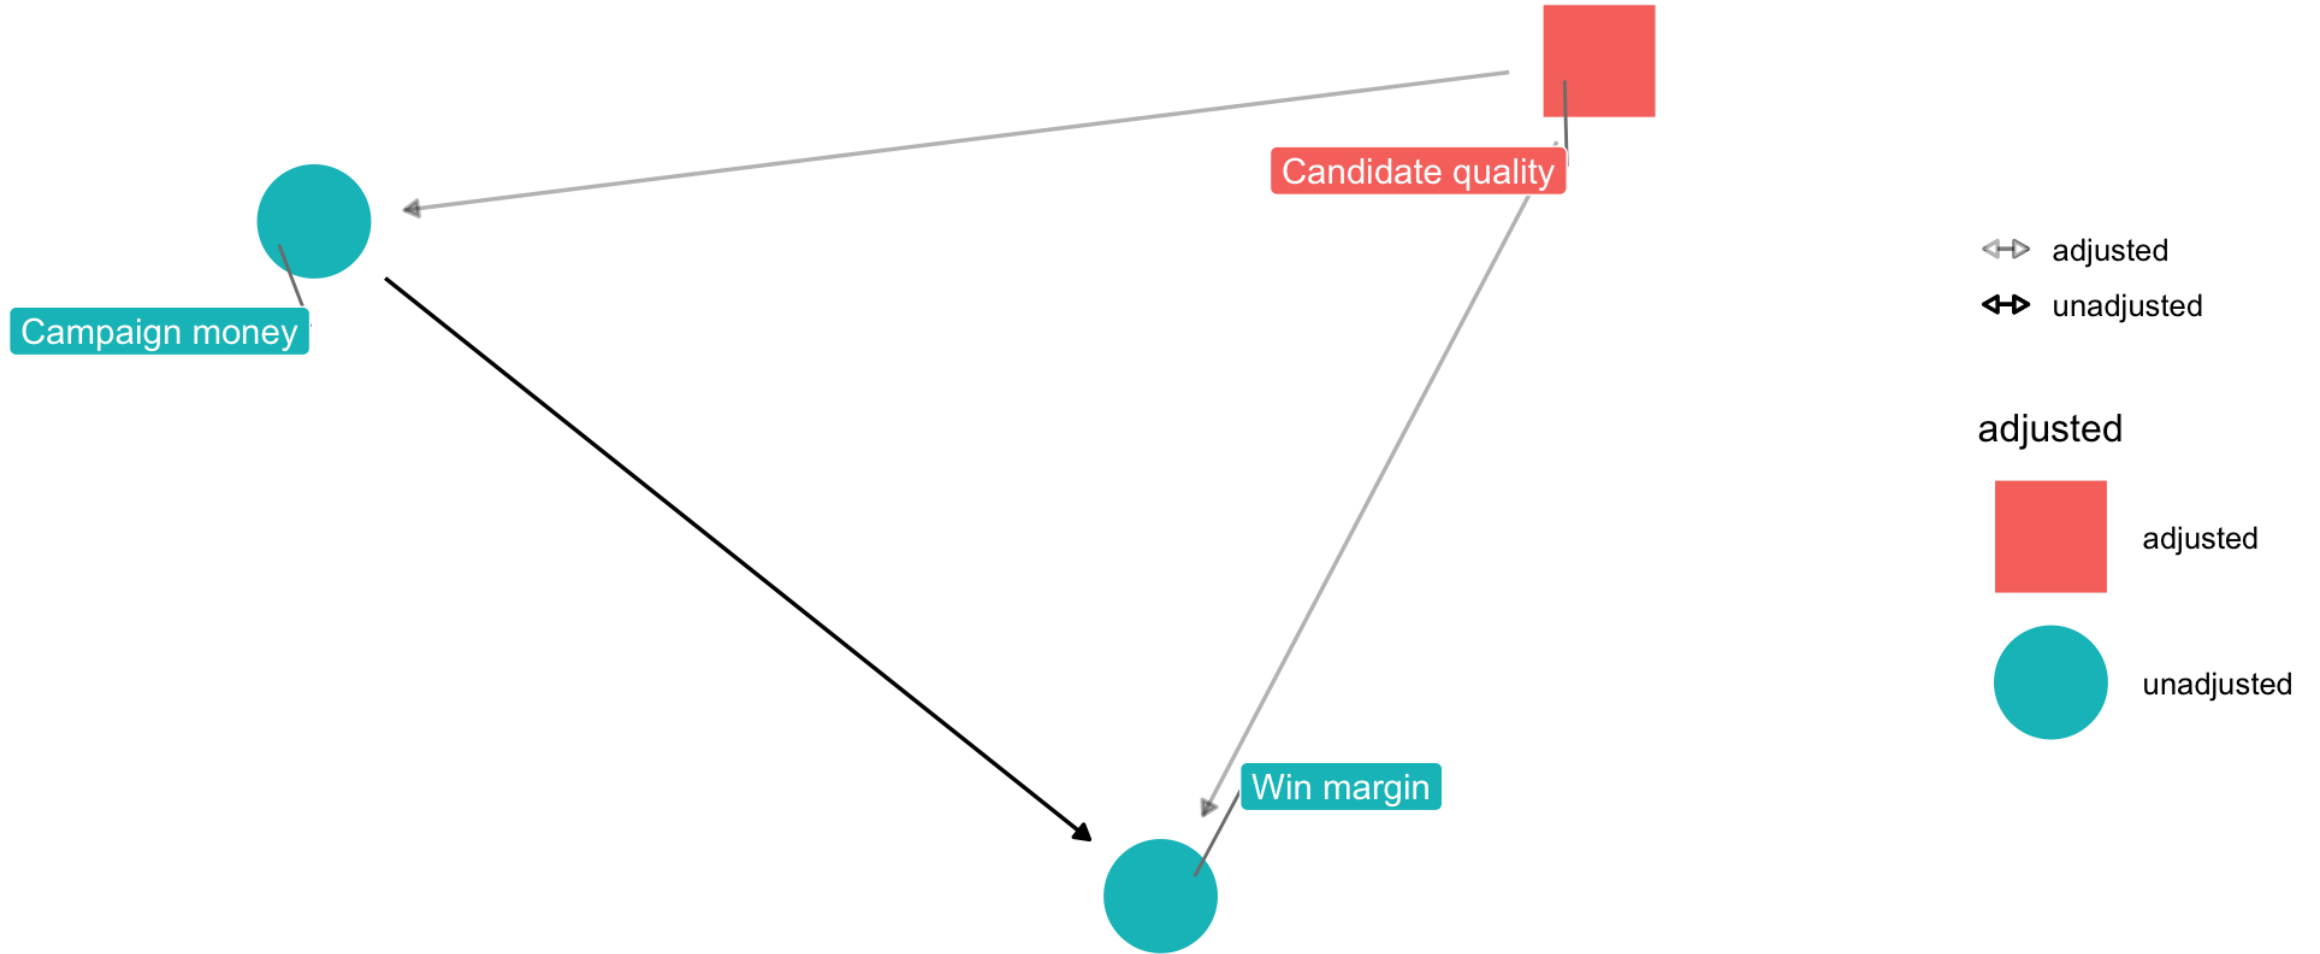 Candidate quality
Campaign money
Win margin
adjusted
unadjusted
adjusted
adjusted
unadjusted